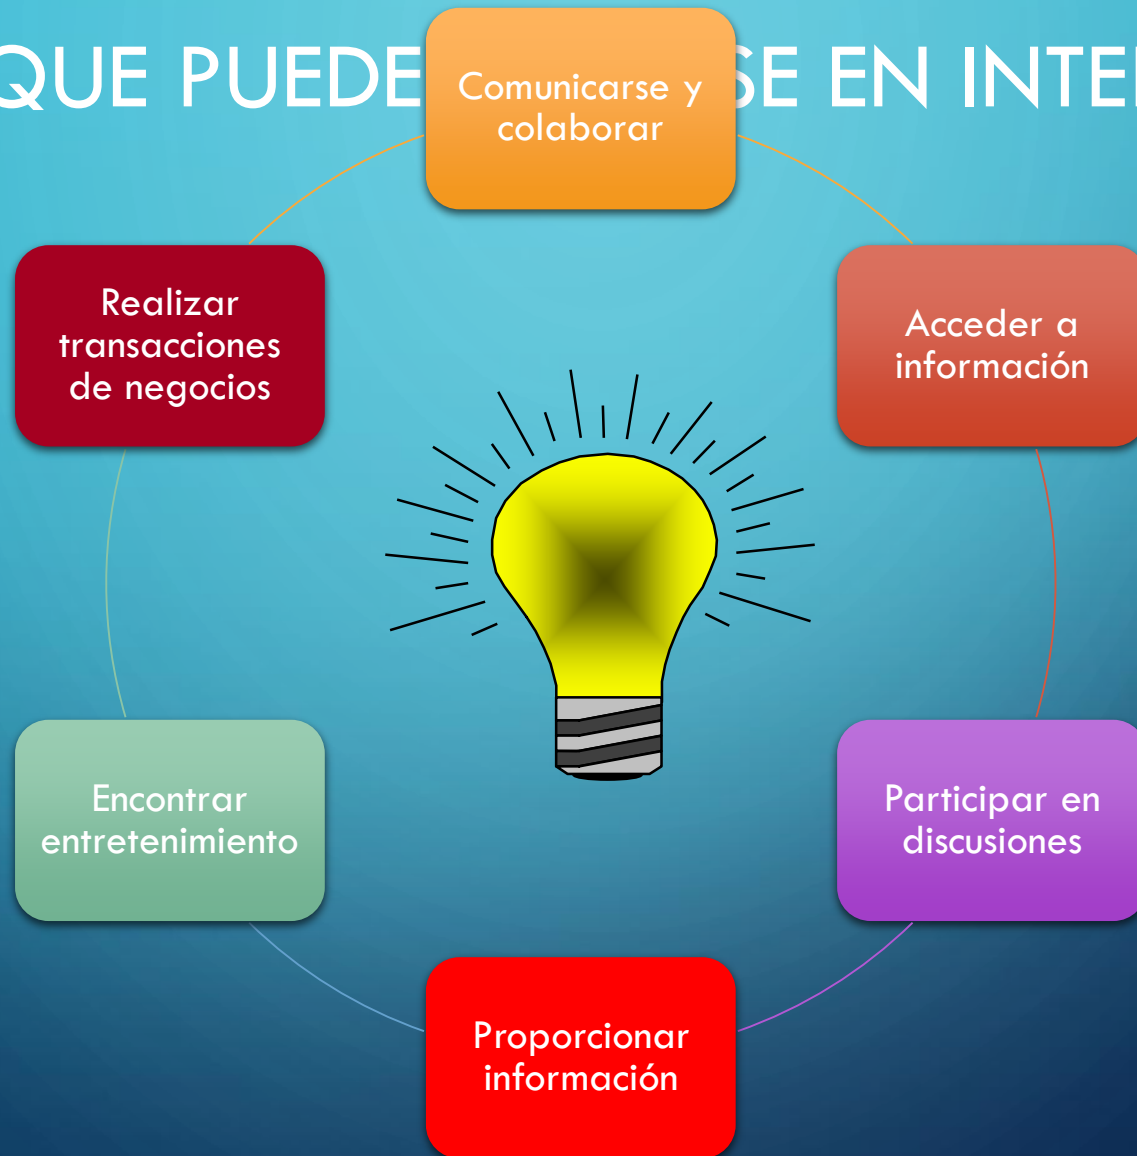 QUE PUEDE SE EN INTE
Comunicarse y
colaborar
Acceder a
información
Participar en
discusiones
Proporcionar
información
Encontrar
entretenimiento
Realizar
transacciones
de negocios